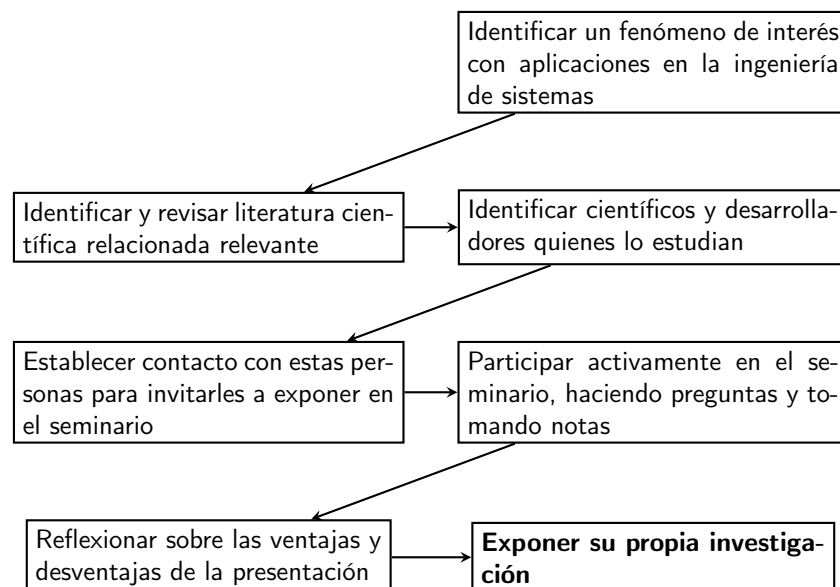 Identificar un fenómeno de interés
con aplicaciones en la ingeniería
de sistemas
Identificar y revisar literatura cien-
tífica relacionada relevante
Identificar científicos y desarrolla-
dores quienes lo estudian
Establecer contacto con estas per-
sonas para invitarles a exponer en
el seminario
Participar activamente en el se-
minario, haciendo preguntas y to-
mando notas
Reflexionar sobre las ventajas y
desventajas de la presentación
Exponer su propia investiga-
ción